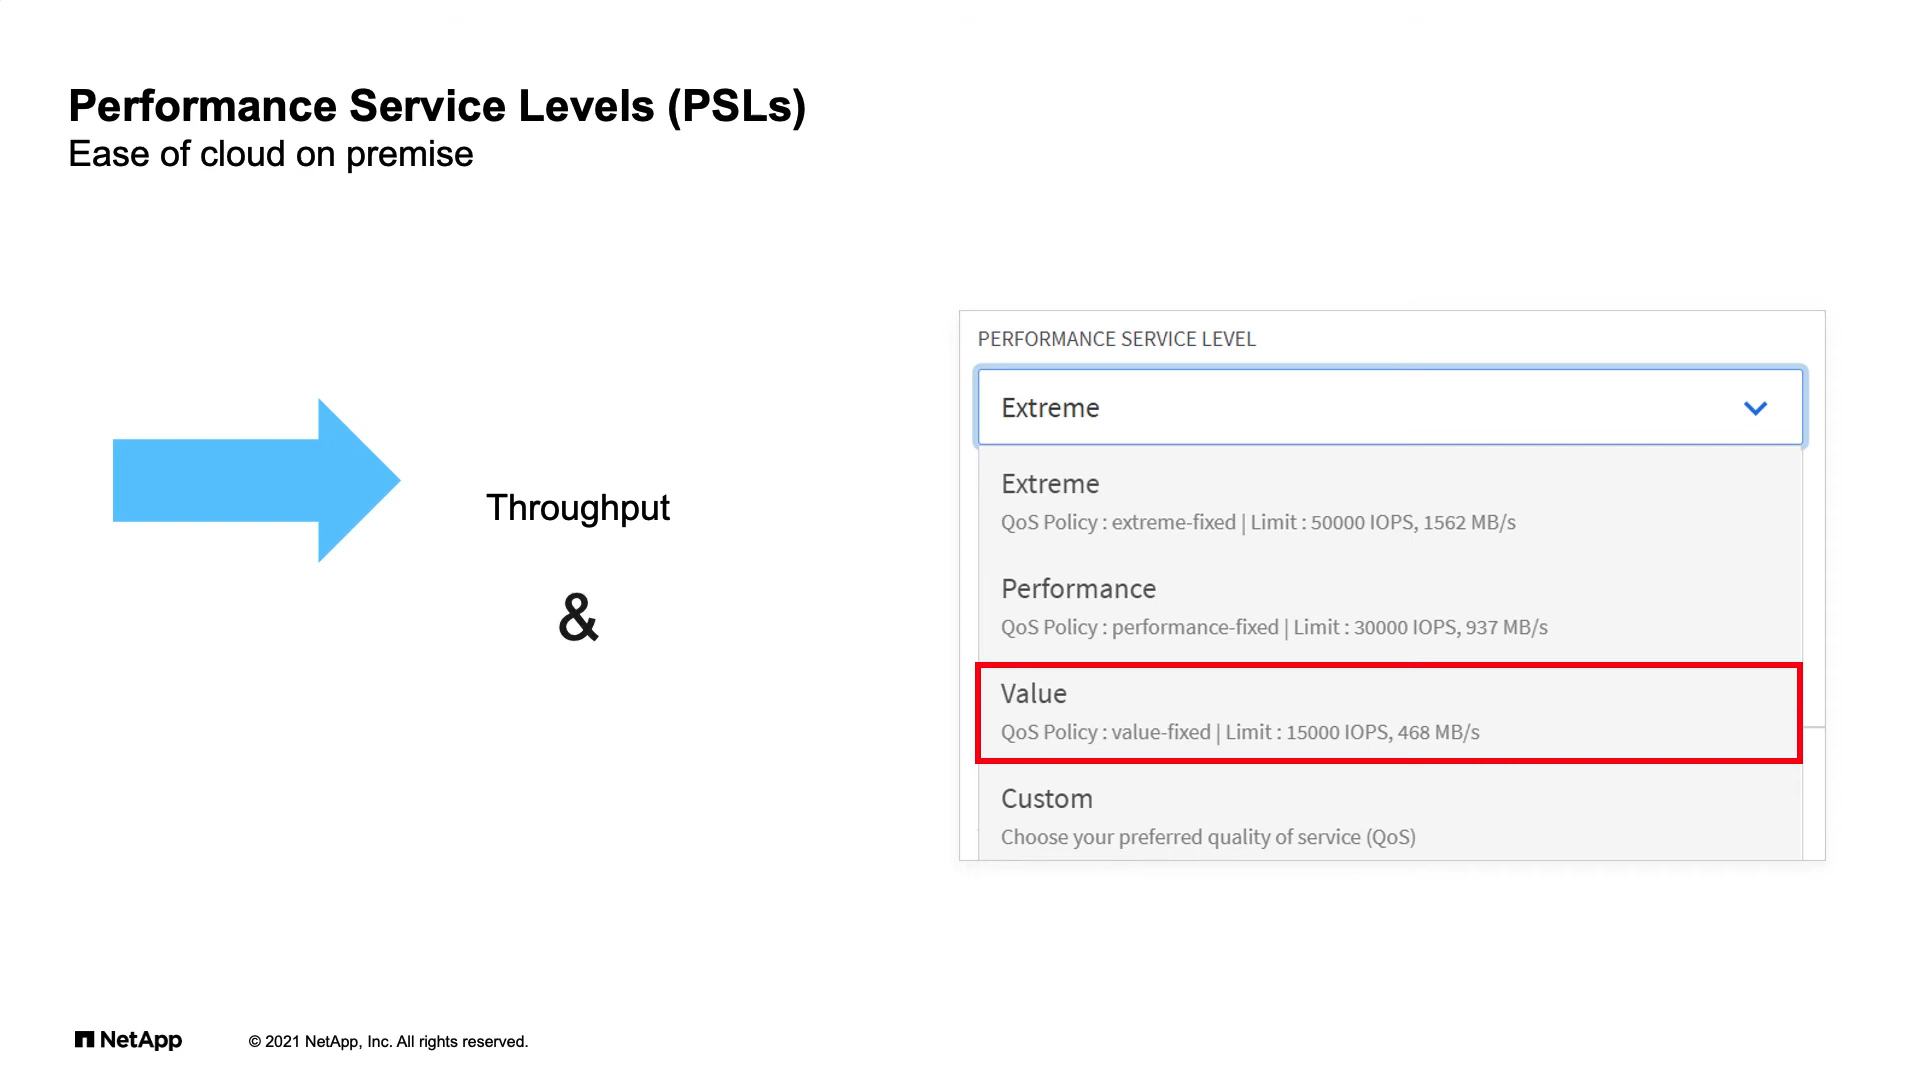 Performance Service Levels (PSLs)
Ease of cloud on premise
Throughput
&
PERFORMANCE SERVICE LEVEL
Extreme
Extreme
QoS Policy : extreme-fixed | Limit : 50000 IOPS, 1562 MB/s
Performance
QoS Policy : performance-fixed | Limit : 30000 IOPS, 937 MB/s
Value
QoS Policy : value-fixed | Limit : 15000 IOPS, 468 MB/s
Custom
Choose your preferred quality of service (QoS)
NetApp
© 2021 NetApp, Inc. All rights reserved.